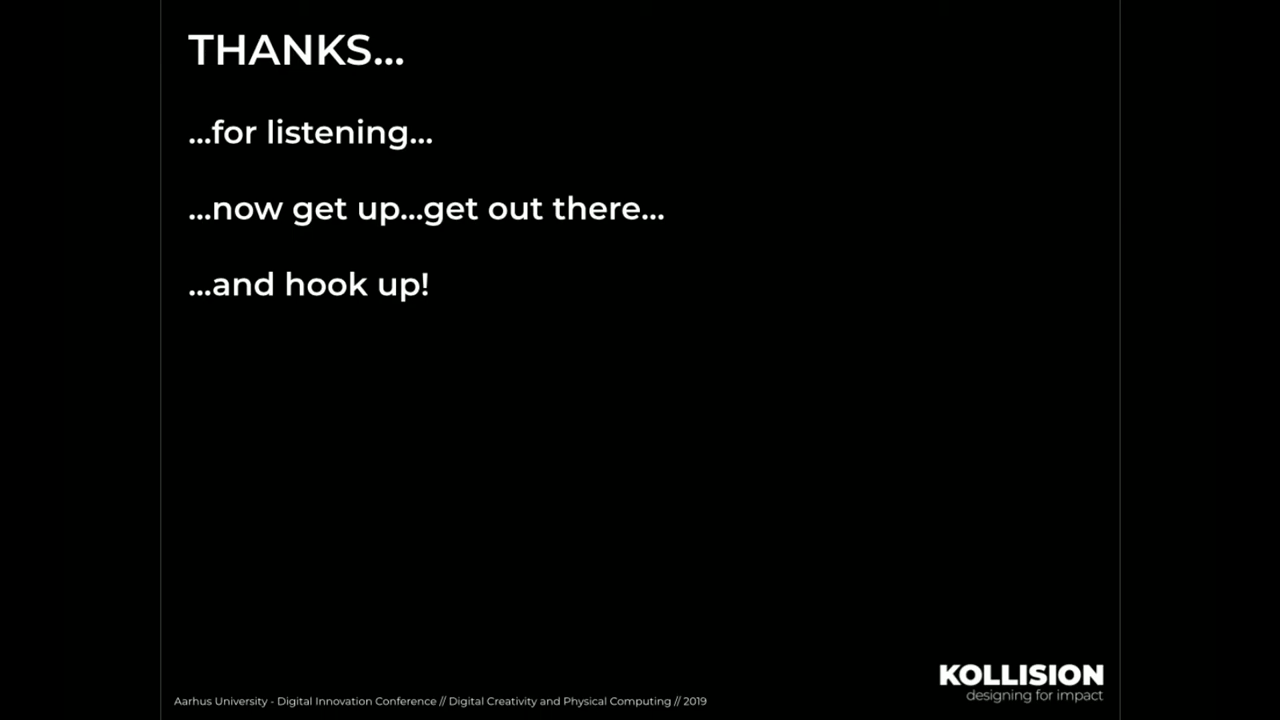 THANKS...
...for listening...
...now get up...get out there...
...and hook up!
KOLLISION
designing for impact
Aarhus University - Digital Innovation Conference // Digital Creativity and Physical Computing // 2019